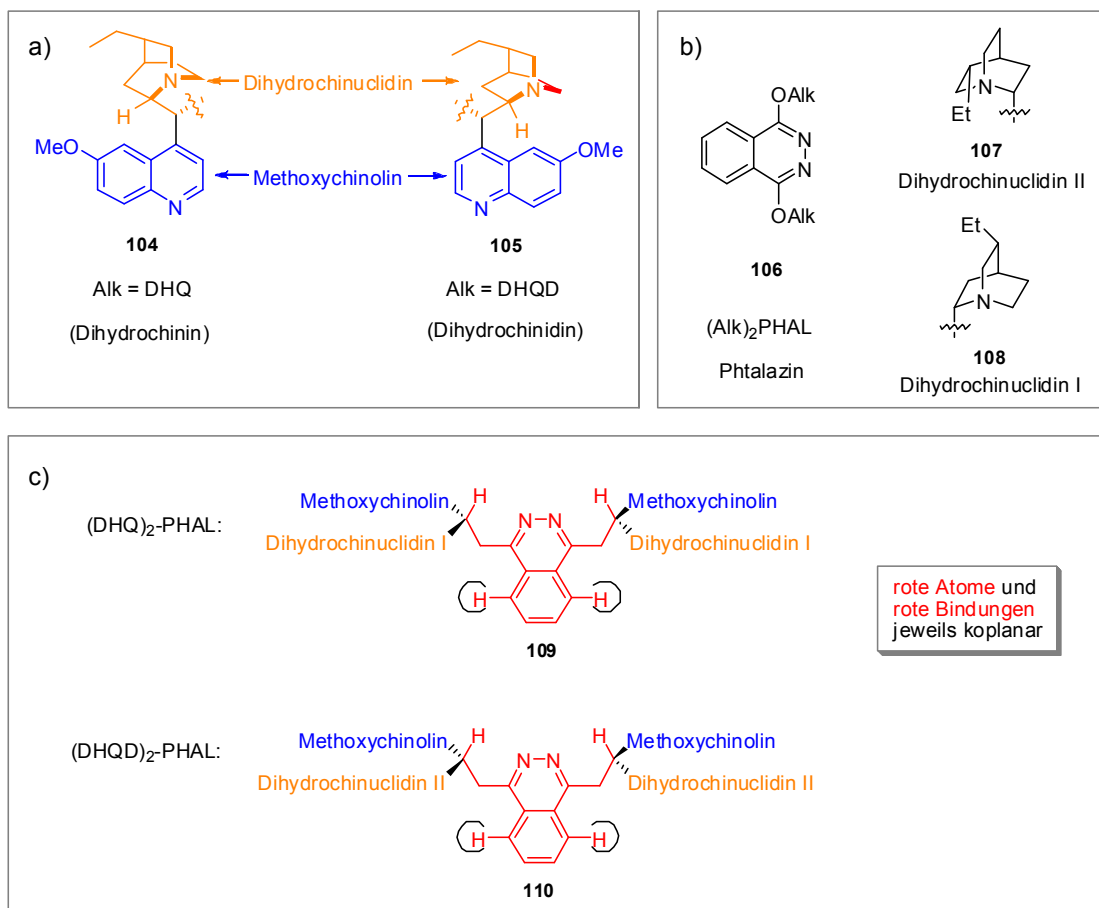 a)
Dihydrochinuclidin
N
N
H
H
MeO
OMe
Methoxychinolin
N
N
104
105
Alk = DHQ
Alk = DHQD
(Dihydrochinin)
(Dihydrochinidin)
b)
OAlk
N
N
OAlk
106
(Alk)2PHAL
Phtalazin
N
Et
107
Dihydrochinuclidin II
Et
N
108
Dihydrochinuclidin I
c)
(DHQ)2-PHAL:
Methoxychinolin H N N H Methoxychinolin
Dihydrochinuclidin I Dihydrochinuclidin I
H H
109
rote Atome und
rote Bindungen
jeweils koplanar
(DHQD)2-PHAL:
Methoxychinolin H N N H Methoxychinolin
Dihydrochinuclidin II Dihydrochinuclidin II
H H
110